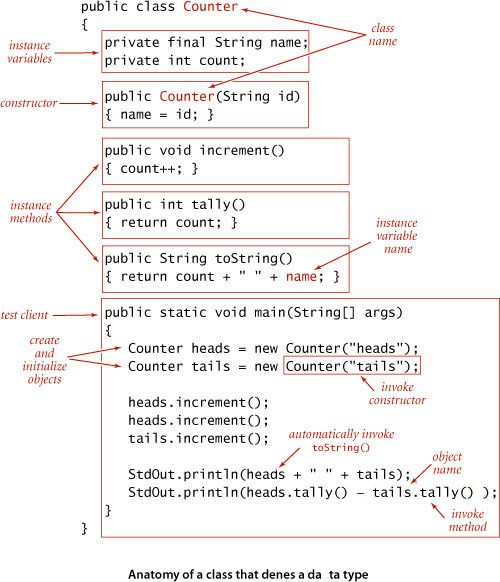 public class Counter
class
name
{
instance
variables
private final String name;
private int count;
constructor
public Counter(String id)
{ name = id; }
public void increment()
{ count++; }
instance
methods
public int tally()
{ return count; }
instance
variable
name
public String toString()
{ return count + " " + name; }
test client
public static void main(String[] args)
{
create
and
initialize
objects
Counter heads = new Counter("heads");
Counter tails = new Counter("tails");
invoke
constructor
heads.increment();
heads.increment();
tails.increment();
automatically invoke
toString()
StdOut.println(heads + " " + tails);
object
name
StdOut.println(heads.tally() - tails.tally() );
invoke
method
}
}
Anatomy of a class that denes a da ta type